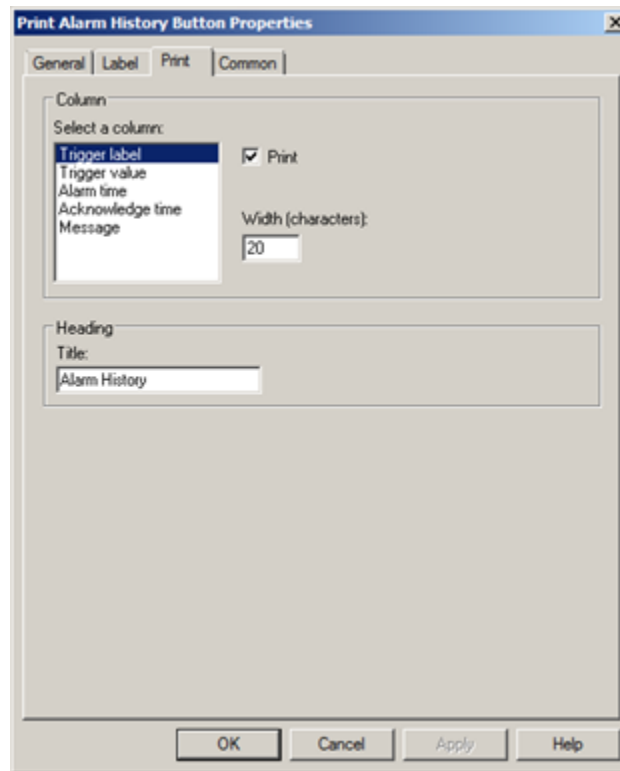 Print Alarm History Button Properties
General Label Print Common
Column
Select a column:
Trigger label
Trigger value
Alarm time
Acknowledge time
Message
Print
Width (characters):
20
Heading
Title:
Alarm History
OK Cancel Apply Help